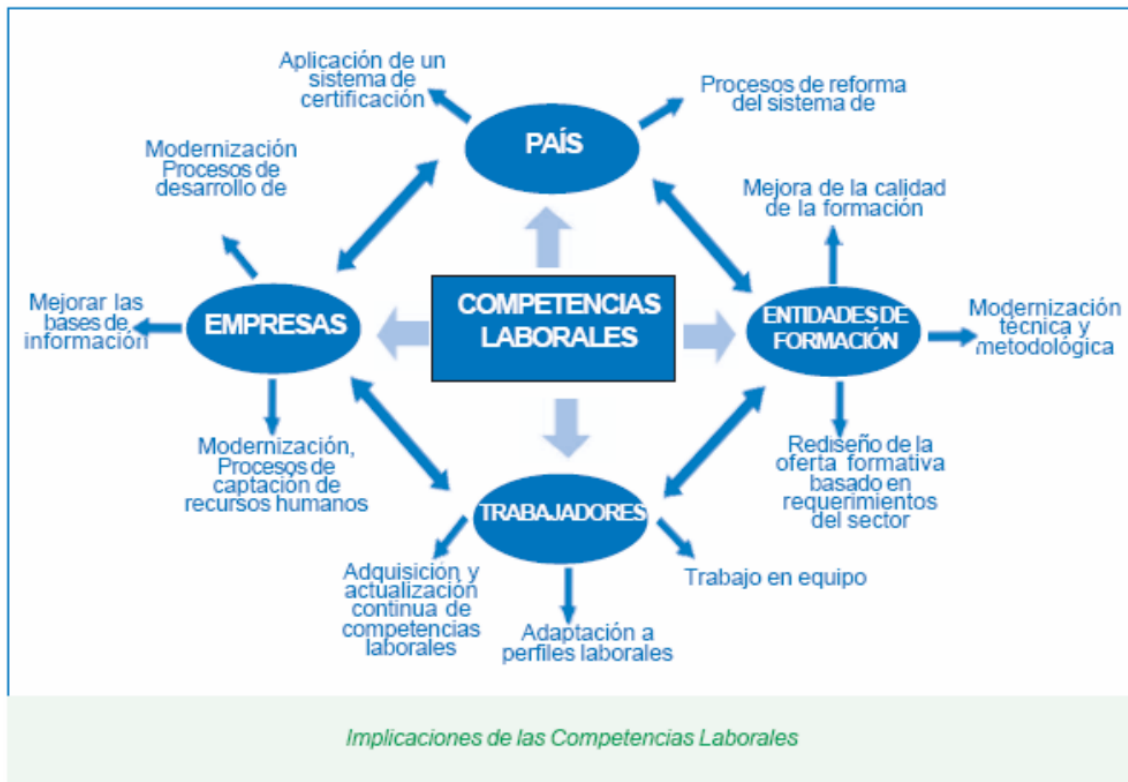 Aplicación de un
sistema de
certificación
Procesos de reforma
del sistema de
PAÍS
Modernización
Procesos de
desarrollo de
Mejora de la calidad
de la formación
Mejorar las
bases de
información
EMPRESAS
COMPETENCIAS
LABORALES
ENTIDADES DE
FORMACIÓN
Modernización
técnica y
metodológica
Modernización,
Procesos de
captación de
recursos humanos
Rediseño de la
oferta formativa
basado en
requerimientos
del sector
TRABAJADORES
Adquisición y
actualización
continua de
competencias
laborales
Adaptación a
perfiles laborales
Trabajo en equipo
Implicaciones de las Competencias Laborales